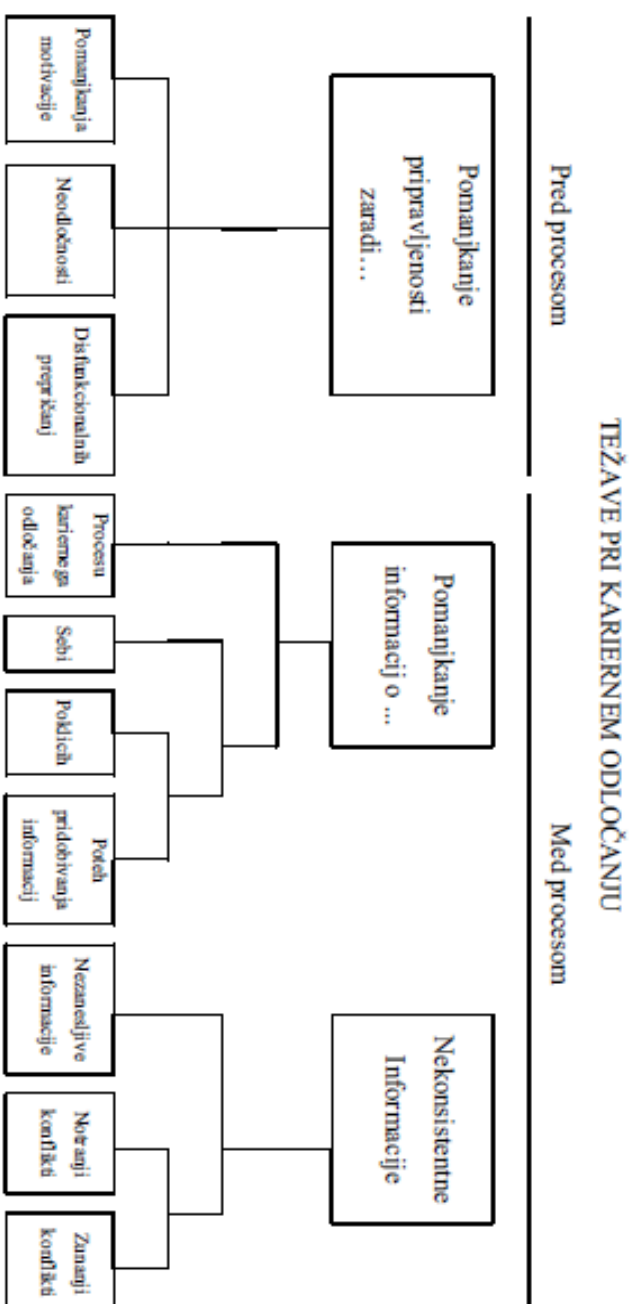 TEŽAVE PRI KARIERNEM ODLOČANJU
Pred procesom
Med procesom
Pomanjkanje
pripravljenosti
zaradi…
Pomanjkanje
informacij o ...
Nekonsistentne
Informacije
Pomanjkanja
motivacije
Neodločnosti
Disfunkcionalnih
prepričanj
Procesu
kariernega
odločanja
Sebi
Poklicih
Poteh
pridobivanja
informacij
Nezanesljive
informacije
Notranji
konflikti
Zunanji
konflikti